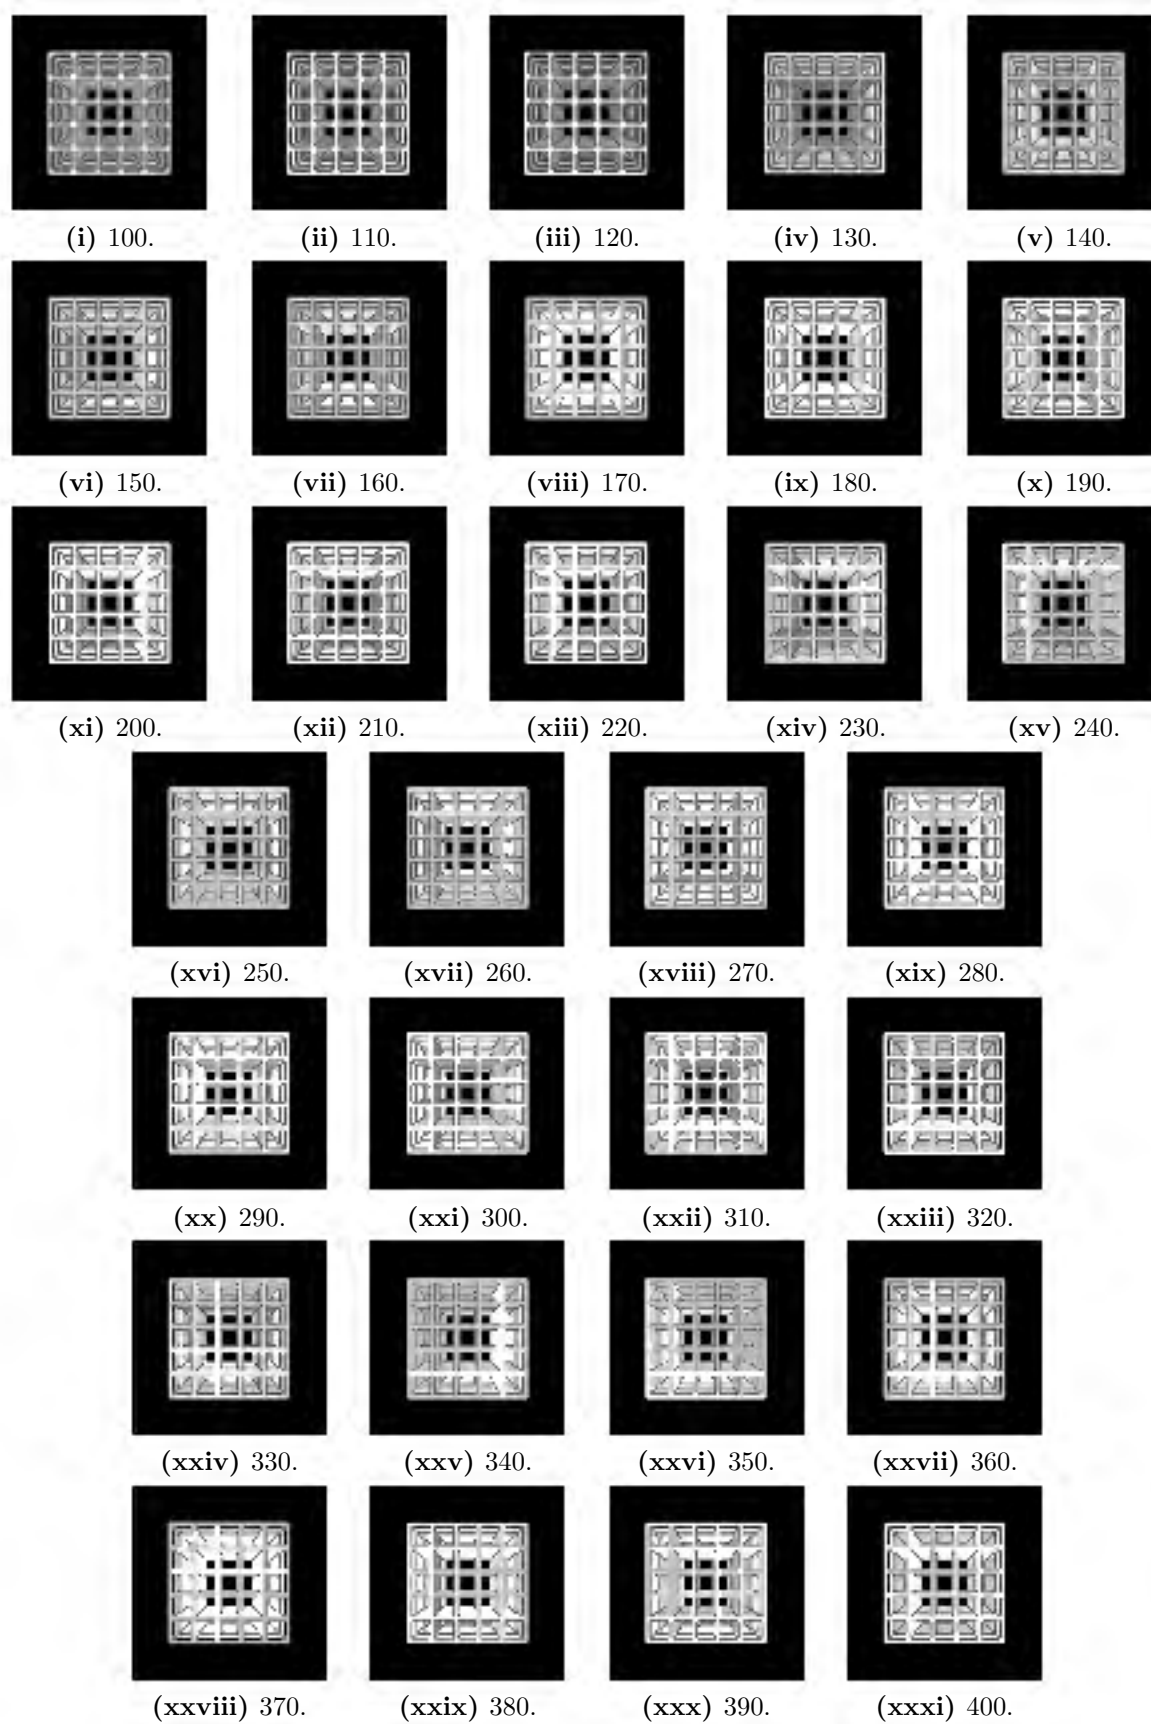 (i) 100. (ii) 110. (iii) 120. (iv) 130. (v) 140.
(vi) 150. (vii) 160. (viii) 170. (ix) 180. (x) 190.
(xi) 200. (xii) 210. (xiii) 220. (xiv) 230. (xv) 240.
(xvi) 250. (xvii) 260. (xviii) 270. (xix) 280.
(xx) 290. (xxi) 300. (xxii) 310. (xxiii) 320.
(xxiv) 330. (xxv) 340. (xxvi) 350. (xxvii) 360.
(xxviii) 370. (xxix) 380. (xxx) 390. (xxxi) 400.